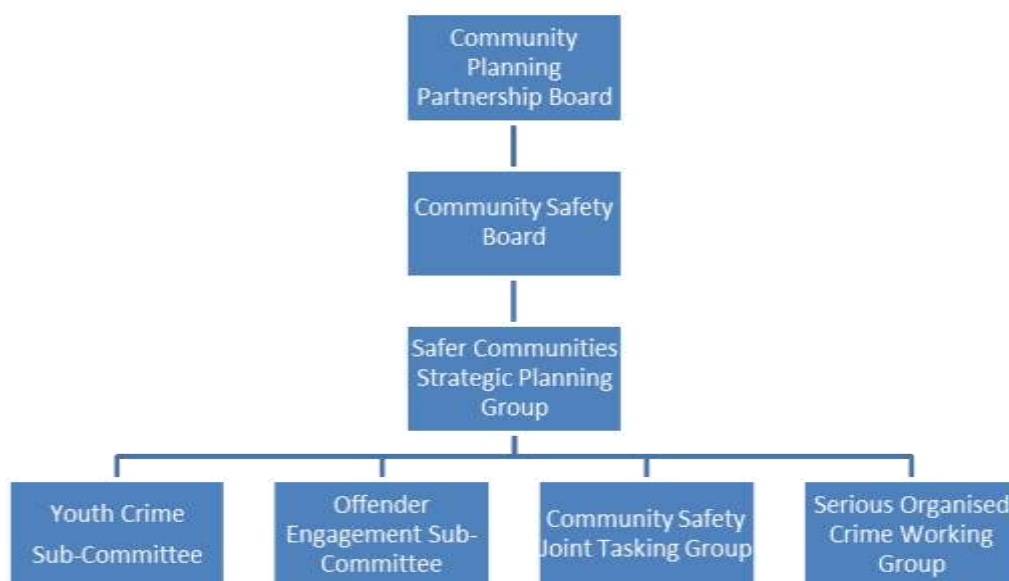 Community
Planning
Partnership Board
Community Safety
Board
Safer Communities
Strategic Planning
Group
Youth Crime
Sub-Committee
Offender
Engagement Sub-
Committee
Community Safety
Joint Tasking Group
Serious Organised
Crime Working
Group